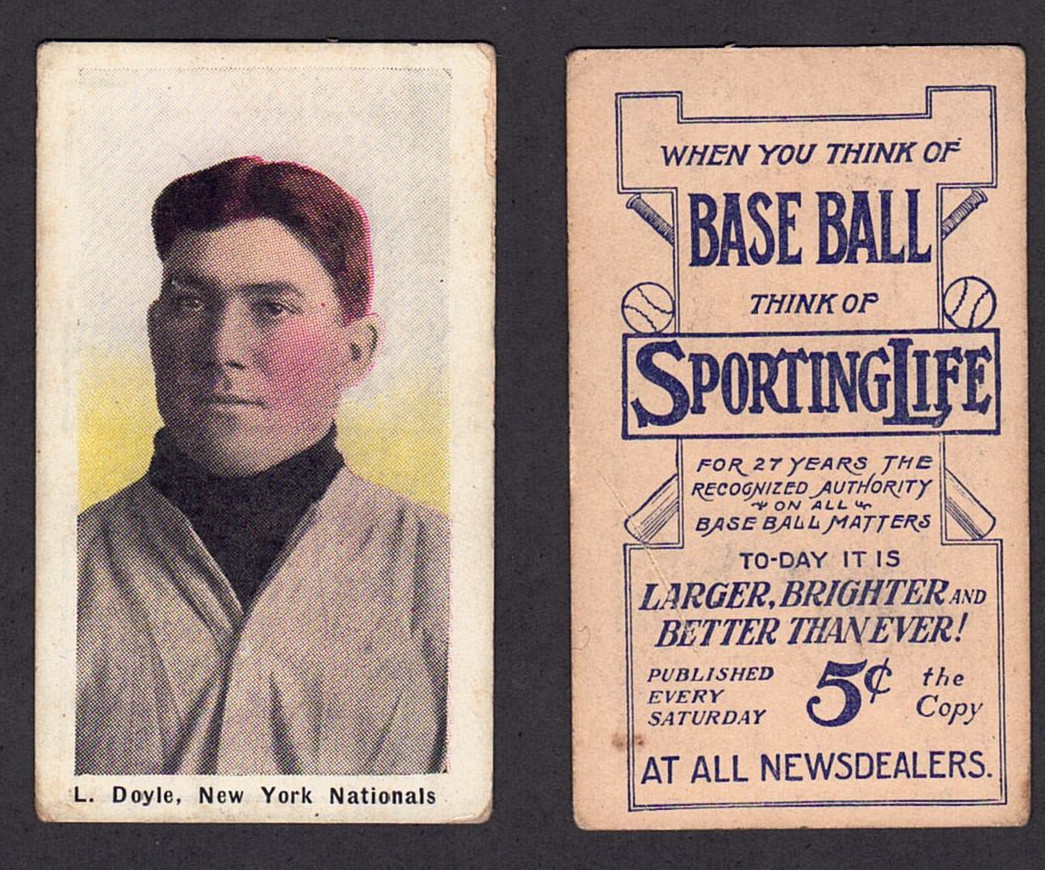 L. Doyle, New York Nationals
WHEN YOU THINK OF
BASE BALL
THINK OF
SPORTING LIFE
FOR 27 YEARS THE
RECOGNIZED AUTHORITY
ON ALL
BASE BALL MATTERS
TO-DAY IT IS
LARGER, BRIGHTER AND
BETTER THAN EVER!
PUBLISHED
EVERY
SATURDAY
5¢
the
Copy
AT ALL NEWSDEALERS.